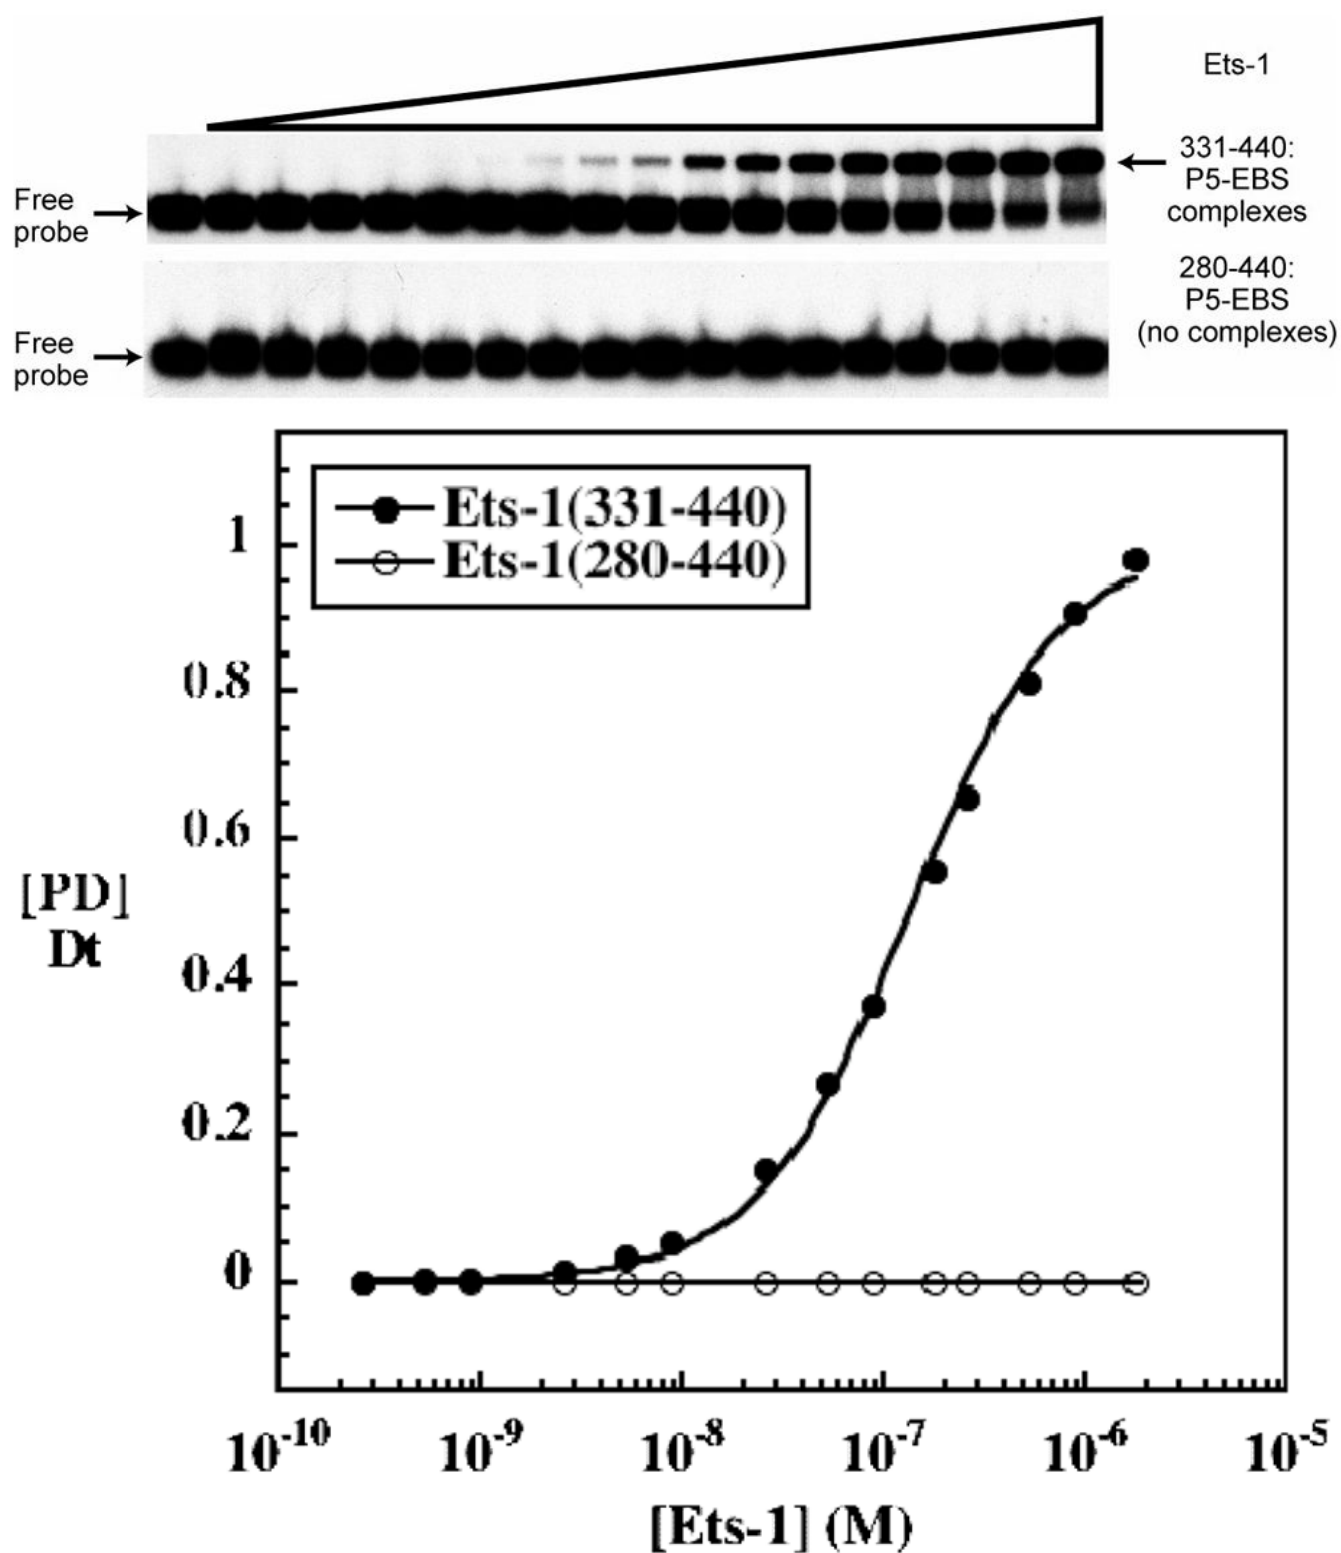 Ets-1
331-440:
P5-EBS
complexes
Free
probe
280-440:
P5-EBS
(no complexes)
Free
probe
Ets-1(331-440)
Ets-1(280-440)
1
0.8
0.6
0.4
0.2
0
[PD]
Dt
10-10 10-9 10-8 10-7 10-6 10-5
[Ets-1] (M)